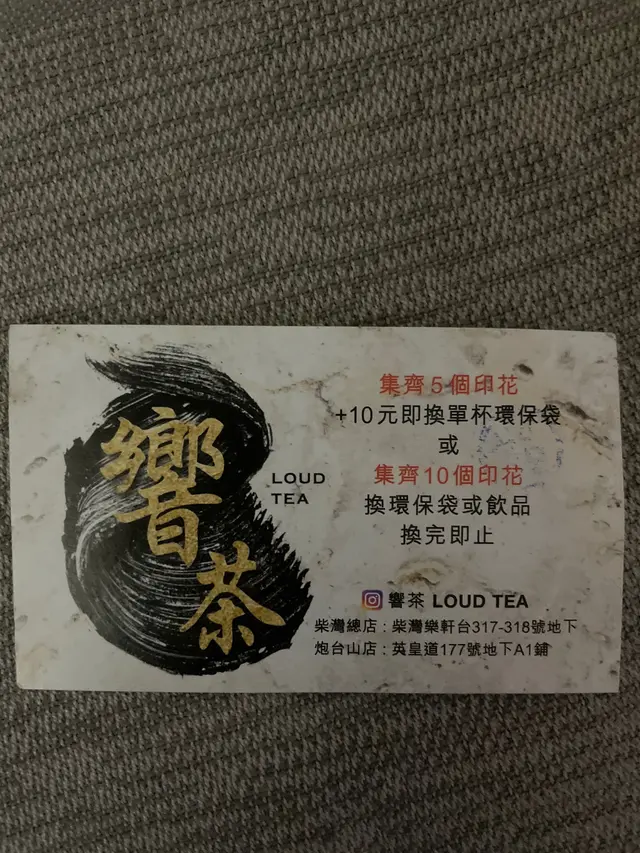 響茶
LOUD
TEA
集齊5個印花
+10元即換單杯環保袋
或
集齊10個印花
換環保袋或飲品
換完即止
響茶 LOUD TEA
柴灣總店：柴灣樂軒台317-318號地下
炮台山店：英皇道177號地下A1鋪